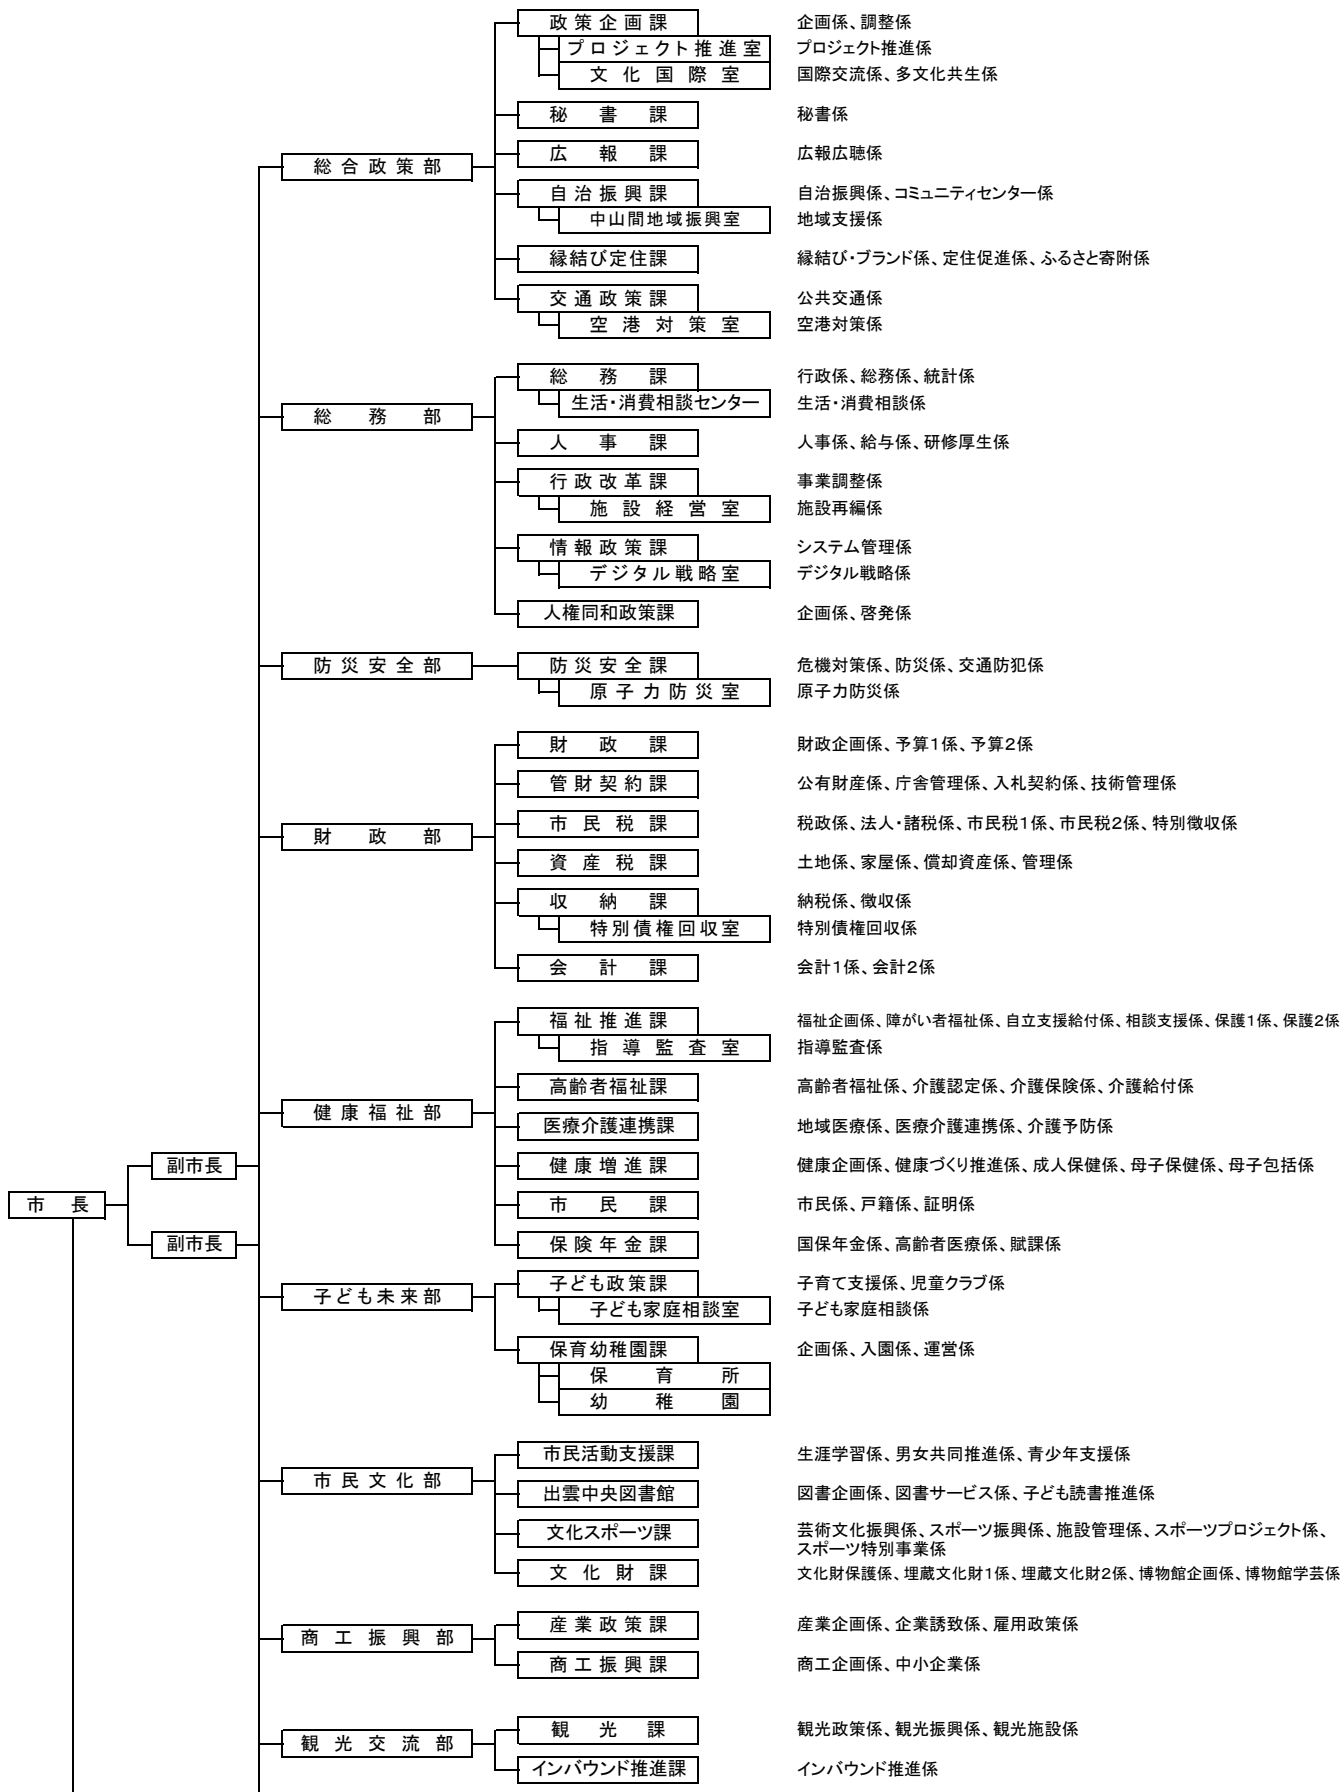 政策企画課 企画係、調整係
プロジェクト推進室 プロジェクト推進係
文化国際室 国際交流係、多文化共生係
秘書課 秘書係
広報課 広報広聴係
総合政策部
自治振興課 自治振興係、コミュニティセンター係
中山間地域振興室 地域支援係
縁結び定住課 縁結び・ブランド係、定住促進係、ふるさと寄附係
交通政策課 公共交通係
空港対策室 空港対策係
総務課 行政係、総務係、統計係
生活・消費相談センター 生活・消費相談係
総務部
人事課 人事係、給与係、研修厚生係
行政改革課 事業調整係
施設経営室 施設再編係
情報政策課 システム管理係
デジタル戦略室 デジタル戦略係
人権同和政策課 企画係、啓発係
防災安全部 防災安全課 危機対策係、防災係、交通防犯係
原子力防災室 原子力防災係
財政課 財政企画係、予算1係、予算2係
管財契約課 公有財産係、庁舎管理係、入札契約係、技術管理係
市民税課 税政係、法人・諸税係、市民税1係、市民税2係、特別徴収係
財政部
資産税課 土地係、家屋係、償却資産係、管理係
収納課 納税係、徴収係
特別債権回収室 特別債権回収係
会計課 会計1係、会計2係
福祉推進課 福祉企画係、障がい者福祉係、自立支援給付係、相談支援係、保護1係、保護2係
指導監査室 指導監査係
高齢者福祉課 高齢者福祉係、介護認定係、介護保険係、介護給付係
健康福祉部
医療介護連携課 地域医療係、医療介護連携係、介護予防係
副市長 健康増進課 健康企画係、健康づくり推進係、成人保健係、母子保健係、母子包括係
市長 市民課 市民係、戸籍係、証明係
副市長 保険年金課 国保年金係、高齢者医療係、賦課係
子ども政策課 子育て支援係、児童クラブ係
子ども未来部 子ども家庭相談室 子ども家庭相談係
保育幼稚園課 企画係、入園係、運営係
保育所
幼稚園
市民活動支援課 生涯学習係、男女共同推進係、青少年支援係
市民文化部
出雲中央図書館 図書企画係、図書サービス係、子ども読書推進係
文化スポーツ課 芸術文化振興係、スポーツ振興係、施設管理係、スポーツプロジェクト係、
スポーツ特別事業係
文化財課 文化財保護係、埋蔵文化財1係、埋蔵文化財2係、博物館企画係、博物館学芸係
産業政策課 産業企画係、企業誘致係、雇用政策係
商工振興部
商工振興課 商工企画係、中小企業係
観光課 観光政策係、観光振興係、観光施設係
観光交流部
インバウンド推進課 インバウンド推進係